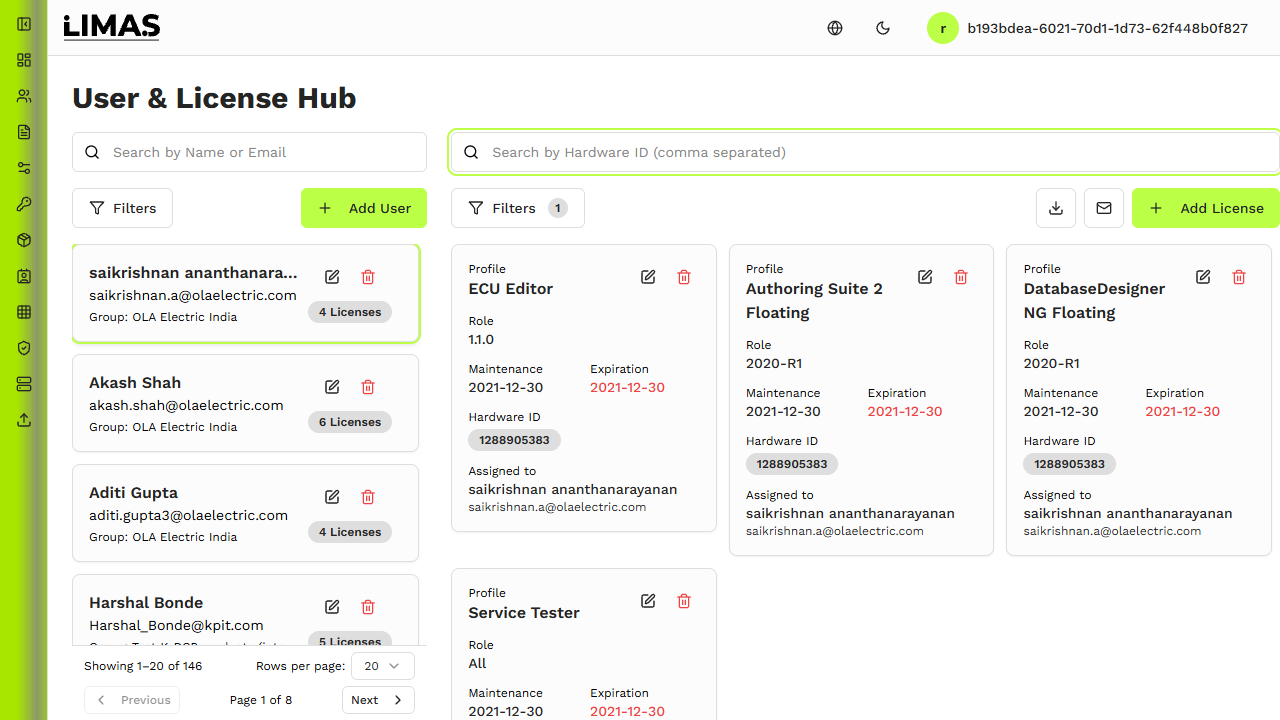 LIMAS
r
b193bdea-6021-70d1-1d73-62f448b0f827
User & License Hub
Search by Name or Email
Search by Hardware ID (comma separated)
Filters
Add User
Filters 1
Add License
saikrishnan ananthanara...
saikrishnan.a@olaelectric.com
Group: OLA Electric India
4 Licenses
Akash Shah
akash.shah@olaelectric.com
Group: OLA Electric India
6 Licenses
Aditi Gupta
aditi.gupta3@olaelectric.com
Group: OLA Electric India
4 Licenses
Harshal Bonde
Harshal_Bonde@kpit.com
5 Licenses
Showing 1–20 of 146
Rows per page: 20
Previous
Page 1 of 8
Next
Profile
ECU Editor
Role
1.1.0
Maintenance Expiration
2021-12-30 2021-12-30
Hardware ID
1288905383
Assigned to
saikrishnan ananthanarayanan
saikrishnan.a@olaelectric.com
Profile
Authoring Suite 2
Floating
Role
2020-R1
Maintenance Expiration
2021-12-30 2021-12-30
Hardware ID
1288905383
Assigned to
saikrishnan ananthanarayanan
saikrishnan.a@olaelectric.com
Profile
DatabaseDesigner
NG Floating
Role
2020-R1
Maintenance Expiration
2021-12-30 2021-12-30
Hardware ID
1288905383
Assigned to
saikrishnan ananthanarayanan
saikrishnan.a@olaelectric.com
Profile
Service Tester
Role
All
Maintenance Expiration
2021-12-30 2021-12-30